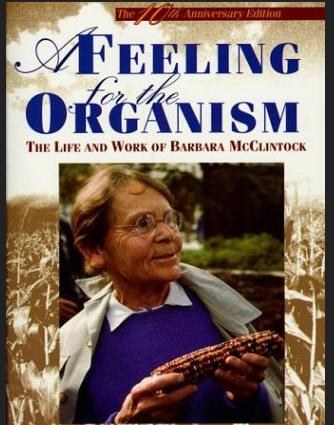 The 10th Anniversary Edition
A FEELING
for the
ORGANISM
THE LIFE AND WORK OF BARBARA MCCLINTOCK